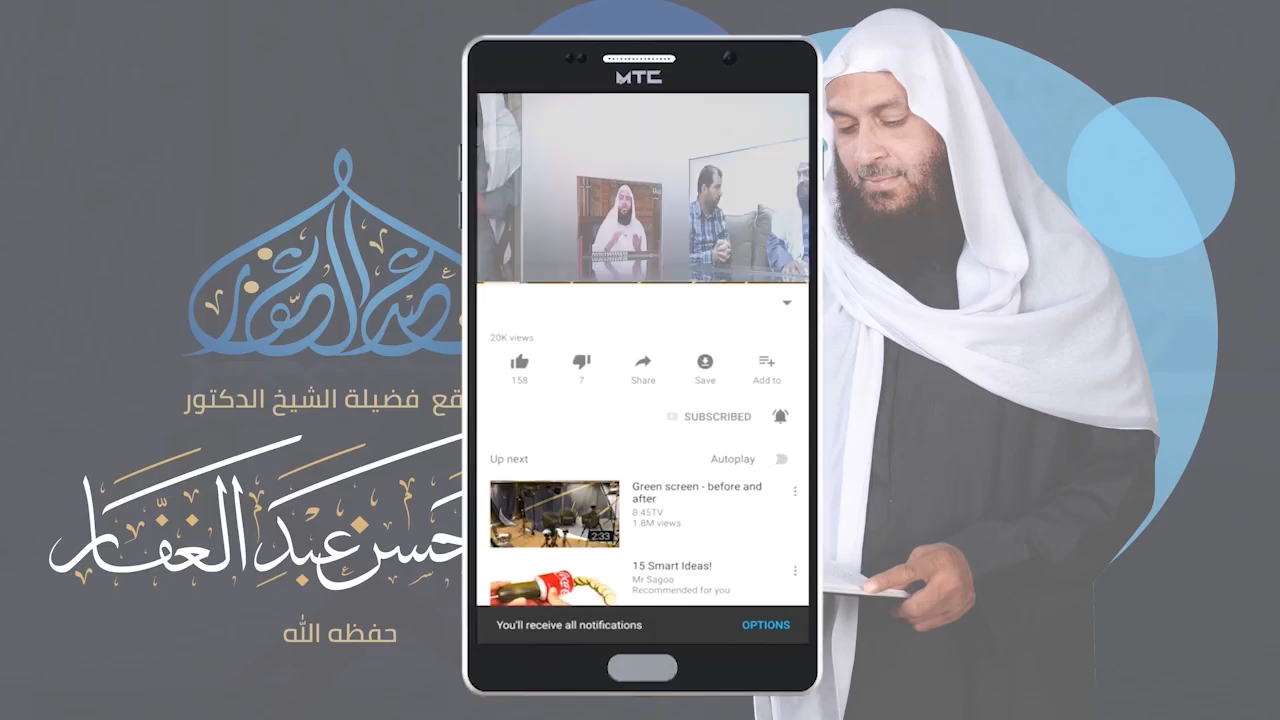 MTC
20K views
158
7
Share
Save
Add to
SUBSCRIBED
Up next
Autoplay
Green screen - before and
after
8:45TV
1.8M views
2:33
15 Smart Ideas!
Mr Sagoo
Recommended for you
You'll receive all notifications
OPTIONS
قع فضيلة الشيخ الدكتور
حسن عبد الغفار
حفظه الله